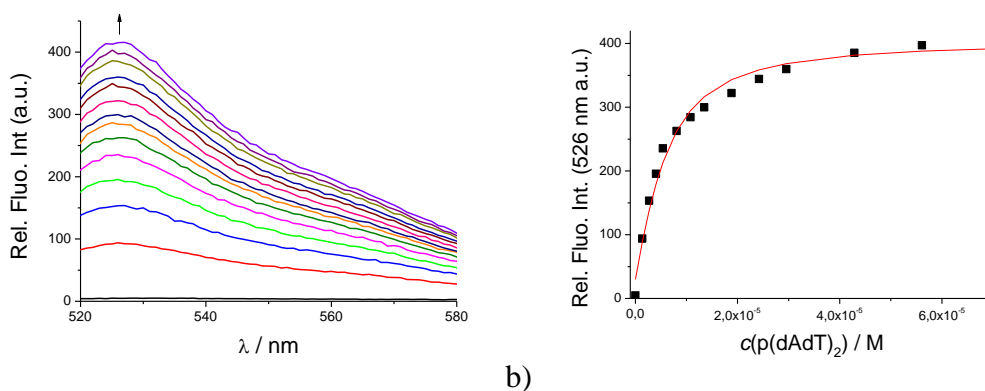 Rel. Fluo. Int (a.u.)
400
300
200
100
0
520
540
560
580
λ / nm
Rel. Fluo. Int. (526 nm a.u.)
400
300
200
100
0
0,0
2,0x10⁻⁵
4,0x10⁻⁵
6,0x10⁻⁵
c(p(dAdT)₂) / M
b)